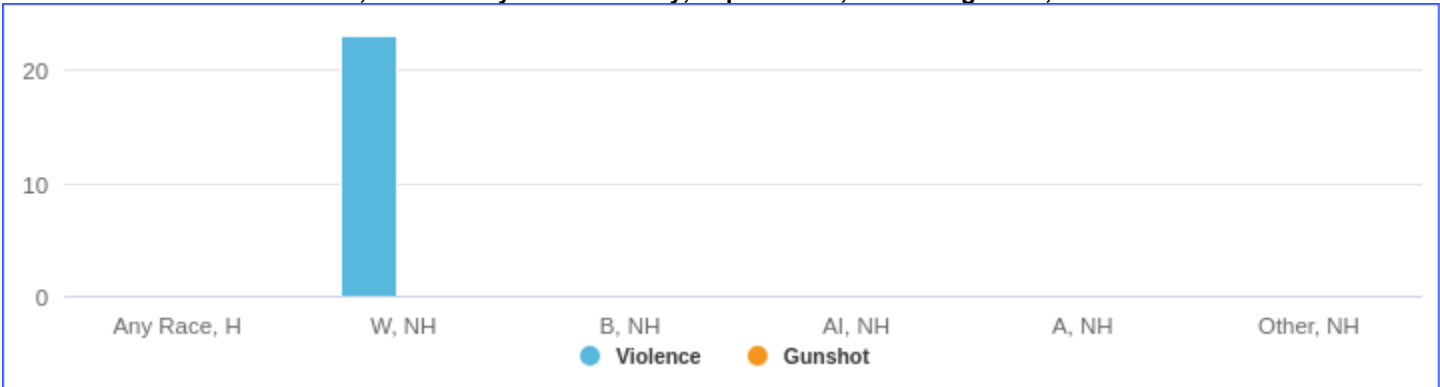 20
10
0
Any Race, H W, NH B, NH AI, NH A, NH Other, NH
Violence Gunshot